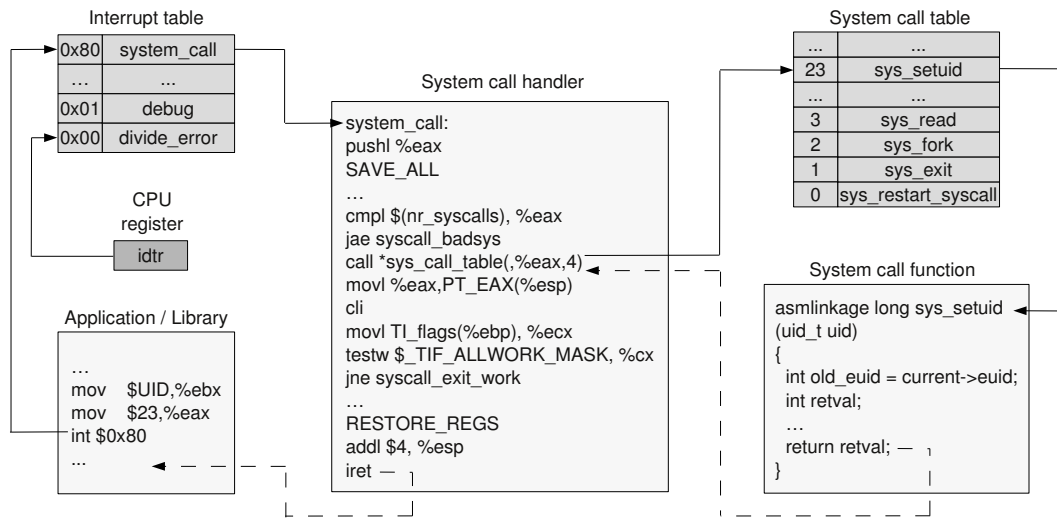 Interrupt table
0x80 system_call
... ...
0x01 debug
0x00 divide_error
CPU
register
idtr
Application / Library
...
mov $UID,%ebx
mov $23,%eax
int $0x80
...
System call handler
system_call:
pushl %eax
SAVE_ALL
...
cmpl $(nr_syscalls), %eax
jae syscall_badsys
call *sys_call_table(,%eax,4)
movl %eax,PT_EAX(%esp)
cli
movl TI_flags(%ebp), %ecx
testw $_TIF_ALLWORK_MASK, %cx
jne syscall_exit_work
...
RESTORE_REGS
addl $4, %esp
iret
System call table
... ...
23 sys_setuid
... ...
3 sys_read
2 sys_fork
1 sys_exit
0 sys_restart_syscall
System call function
asmlinkage long sys_setuid
(uid_t uid)
{
int old_euid = current->euid;
int retval;
...
return retval;
}